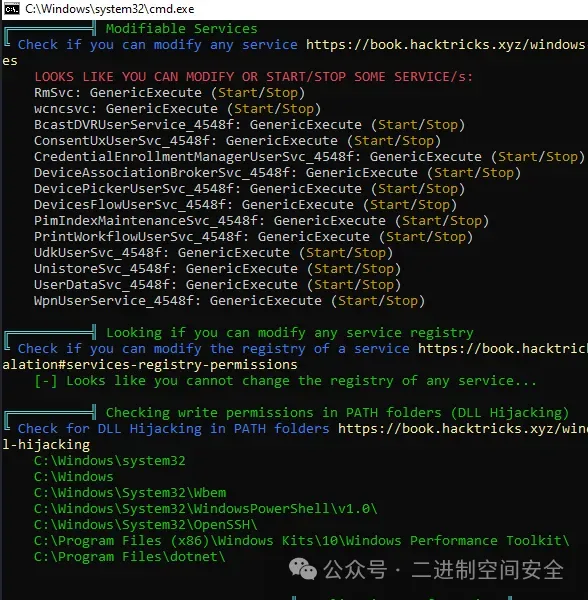 C:\Windows\system32\cmd.exe
Modifiable Services
Check if you can modify any service https://book.hacktricks.xyz/windows
es
LOOKS LIKE YOU CAN MODIFY OR START/STOP SOME SERVICE/s:
RmSvc: GenericExecute (Start/Stop)
wcncsvc: GenericExecute (Start/Stop)
BcastDVRUserService_4548f: GenericExecute (Start/Stop)
ConsentUxUserSvc_4548f: GenericExecute (Start/Stop)
CredentialEnrollmentManagerUserSvc_4548f: GenericExecute (Start/Stop)
DeviceAssociationBrokerSvc_4548f: GenericExecute (Start/Stop)
DevicePickerUserSvc_4548f: GenericExecute (Start/Stop)
DevicesFlowUserSvc_4548f: GenericExecute (Start/Stop)
PimIndexMaintenanceSvc_4548f: GenericExecute (Start/Stop)
PrintWorkflowUserSvc_4548f: GenericExecute (Start/Stop)
UdkUserSvc_4548f: GenericExecute (Start/Stop)
UnistoreSvc_4548f: GenericExecute (Start/Stop)
UserDataSvc_4548f: GenericExecute (Start/Stop)
WpnUserService_4548f: GenericExecute (Start/Stop)
Looking if you can modify any service registry
Check if you can modify the registry of a service https://book.hacktric
alation#services-registry-permissions
[-] Looks like you cannot change the registry of any service...
Checking write permissions in PATH folders (DLL Hijacking)
Check for DLL Hijacking in PATH folders https://book.hacktricks.xyz/win
l-hijacking
C:\Windows\system32
C:\Windows
C:\Windows\System32\Wbem
C:\Windows\System32\WindowsPowerShell\v1.0\
C:\Windows\System32\OpenSSH\
C:\Program Files (x86)\Windows Kits\10\Windows Performance Toolkit\
C:\Program Files\dotnet\
公众号 · 二进制空间安全